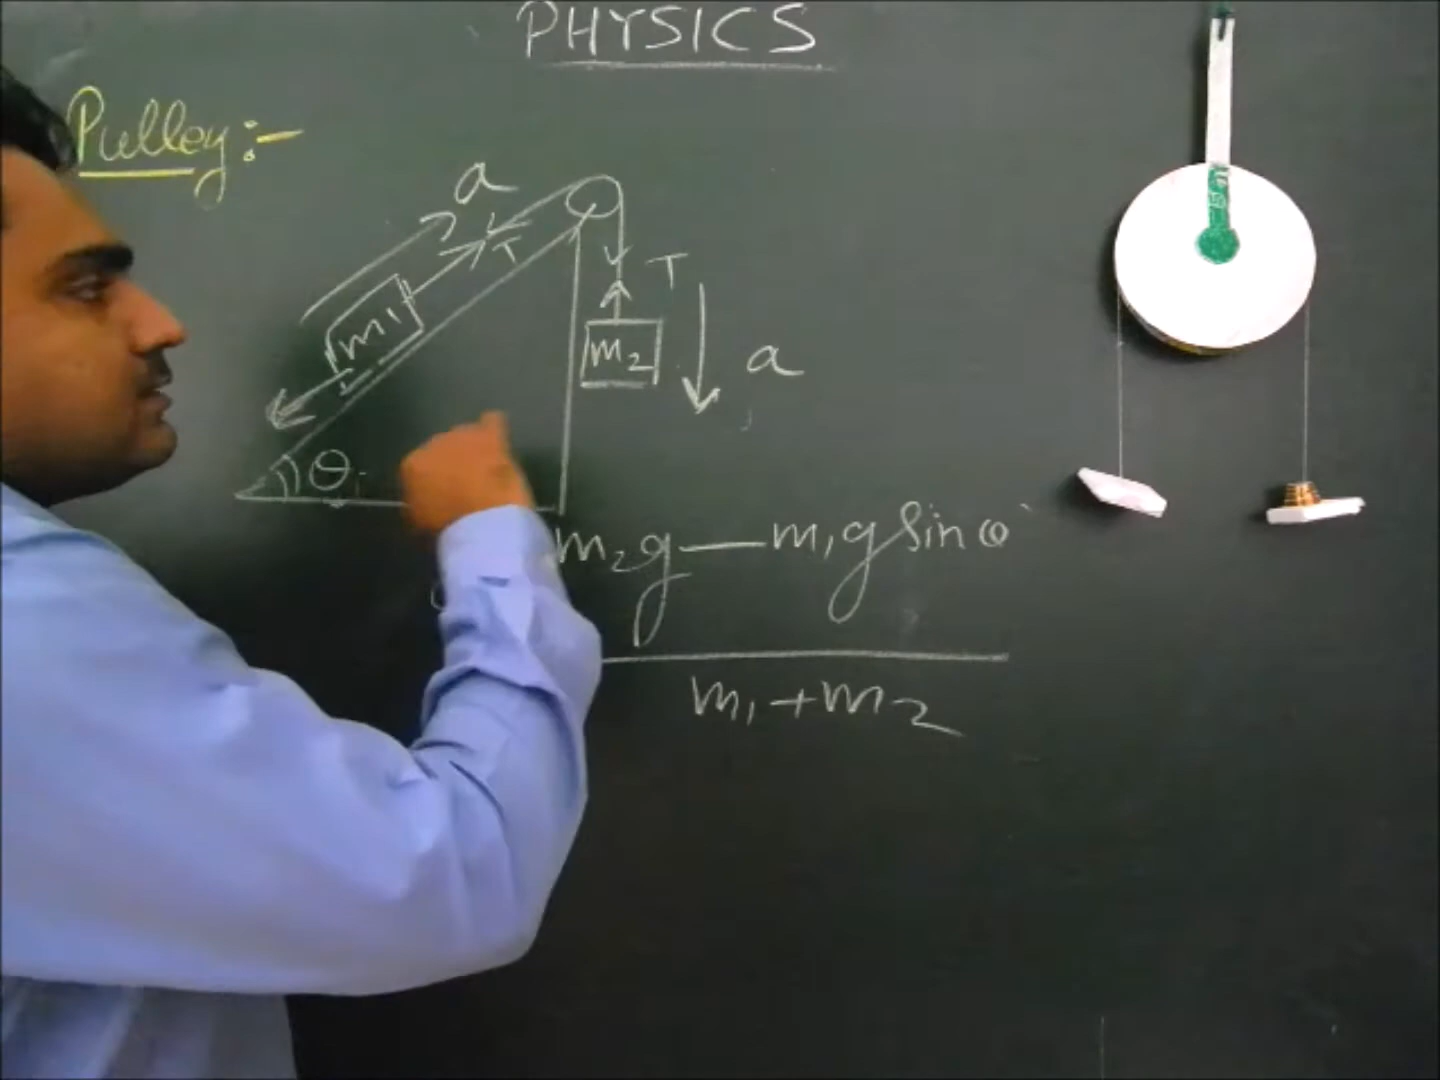 PHYSICS
Pulley:-
a
T
m1
T
m2
a
θ
m2g — m1g Sin θ
m1 + m2